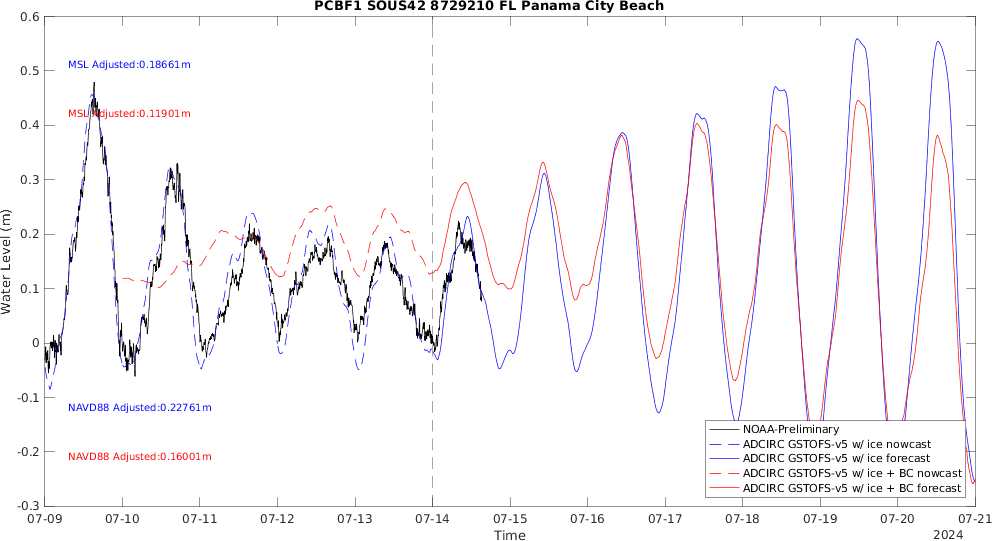 PCBF1 SOUS42 8729210 FL Panama City Beach
0.6
0.5
0.4
0.3
0.2
0.1
0
-0.1
-0.2
-0.3
Water Level (m)
MSL Adjusted:0.18661m
MSL Adjusted:0.11901m
NAVD88 Adjusted:0.22761m
NAVD88 Adjusted:0.16001m
NOAA-Preliminary
ADCIRC GSTOFS-v5 w/ ice nowcast
ADCIRC GSTOFS-v5 w/ ice forecast
ADCIRC GSTOFS-v5 w/ ice + BC nowcast
ADCIRC GSTOFS-v5 w/ ice + BC forecast
07-09 07-10 07-11 07-12 07-13 07-14 07-15 07-16 07-17 07-18 07-19 07-20 07-21
Time
2024